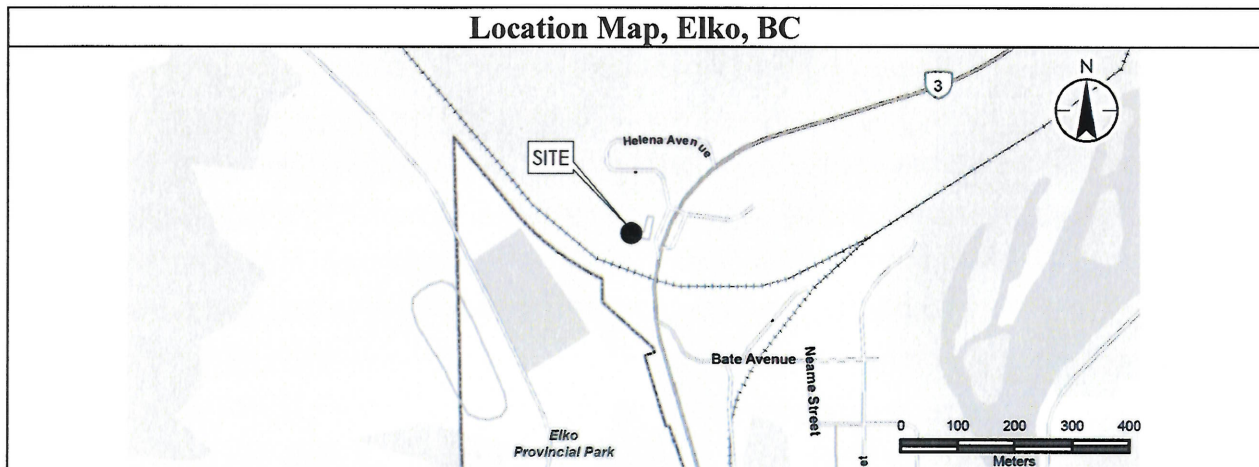 Location Map, Elko, BC
3
N
Helena Avenue
SITE
Bate Avenue
Neame Street
Elko
Provincial Park
0 100 200 300 400
Meters